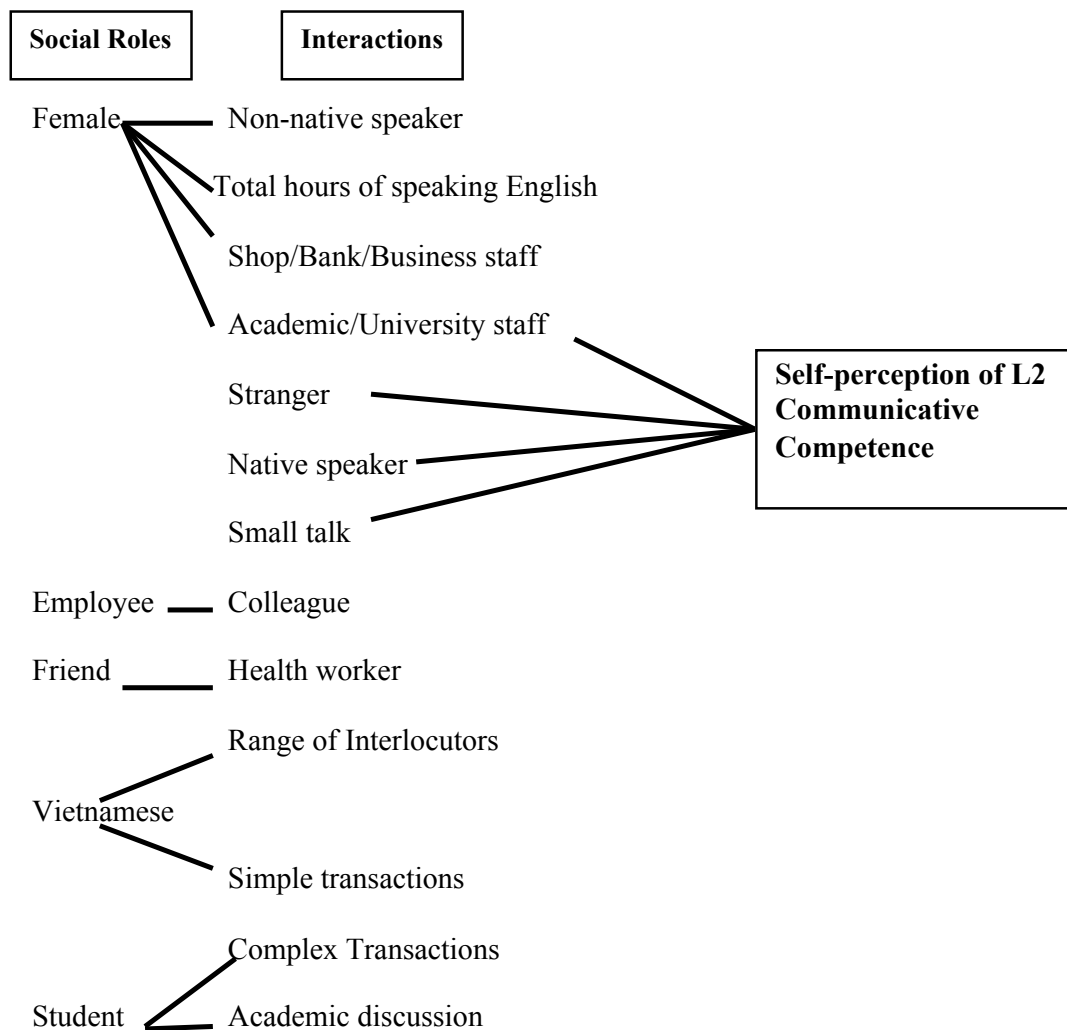 Social Roles
Interactions
Female
Non-native speaker
Total hours of speaking English
Shop/Bank/Business staff
Academic/University staff
Stranger
Native speaker
Small talk
Self-perception of L2
Communicative
Competence
Employee
Colleague
Friend
Health worker
Range of Interlocutors
Vietnamese
Simple transactions
Complex Transactions
Student
Academic discussion